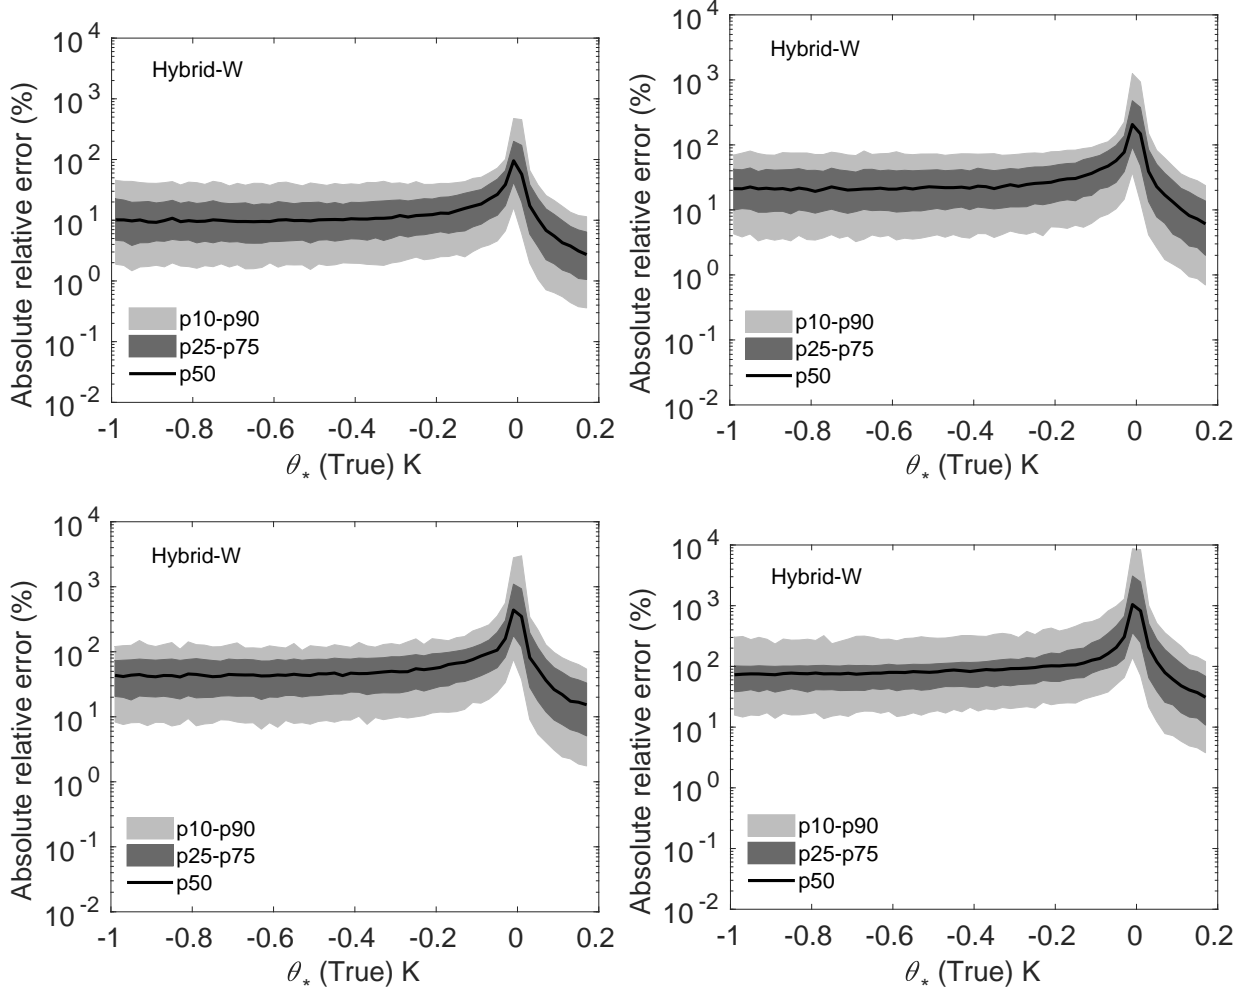 Absolute relative error (%)
10^4
10^3
10^2
10^1
10^0
10^-1
10^-2
Hybrid-W
p10-p90
p25-p75
p50
-1 -0.8 -0.6 -0.4 -0.2 0 0.2
θ* (True) K
Absolute relative error (%)
10^4
10^3
10^2
10^1
10^0
10^-1
10^-2
Hybrid-W
p10-p90
p25-p75
p50
-1 -0.8 -0.6 -0.4 -0.2 0 0.2
θ* (True) K
Absolute relative error (%)
10^4
10^3
10^2
10^1
10^0
10^-1
10^-2
Hybrid-W
p10-p90
p25-p75
p50
-1 -0.8 -0.6 -0.4 -0.2 0 0.2
θ* (True) K
Absolute relative error (%)
10^4
10^3
10^2
10^1
10^0
10^-1
10^-2
Hybrid-W
p10-p90
p25-p75
p50
-1 -0.8 -0.6 -0.4 -0.2 0 0.2
θ* (True) K